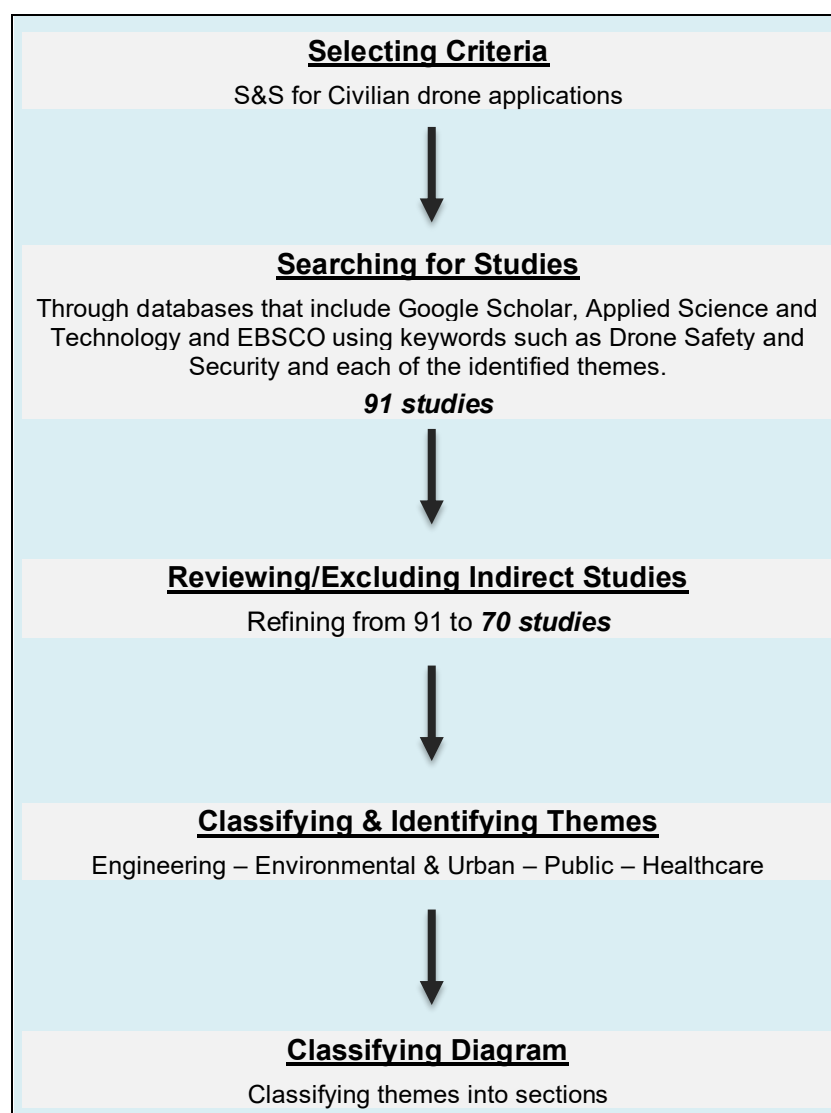 Selecting Criteria
S&S for Civilian drone applications
Searching for Studies
Through databases that include Google Scholar, Applied Science and
Technology and EBSCO using keywords such as Drone Safety and
Security and each of the identified themes.
91 studies
Reviewing/Excluding Indirect Studies
Refining from 91 to 70 studies
Classifying & Identifying Themes
Engineering – Environmental & Urban – Public – Healthcare
Classifying Diagram
Classifying themes into sections